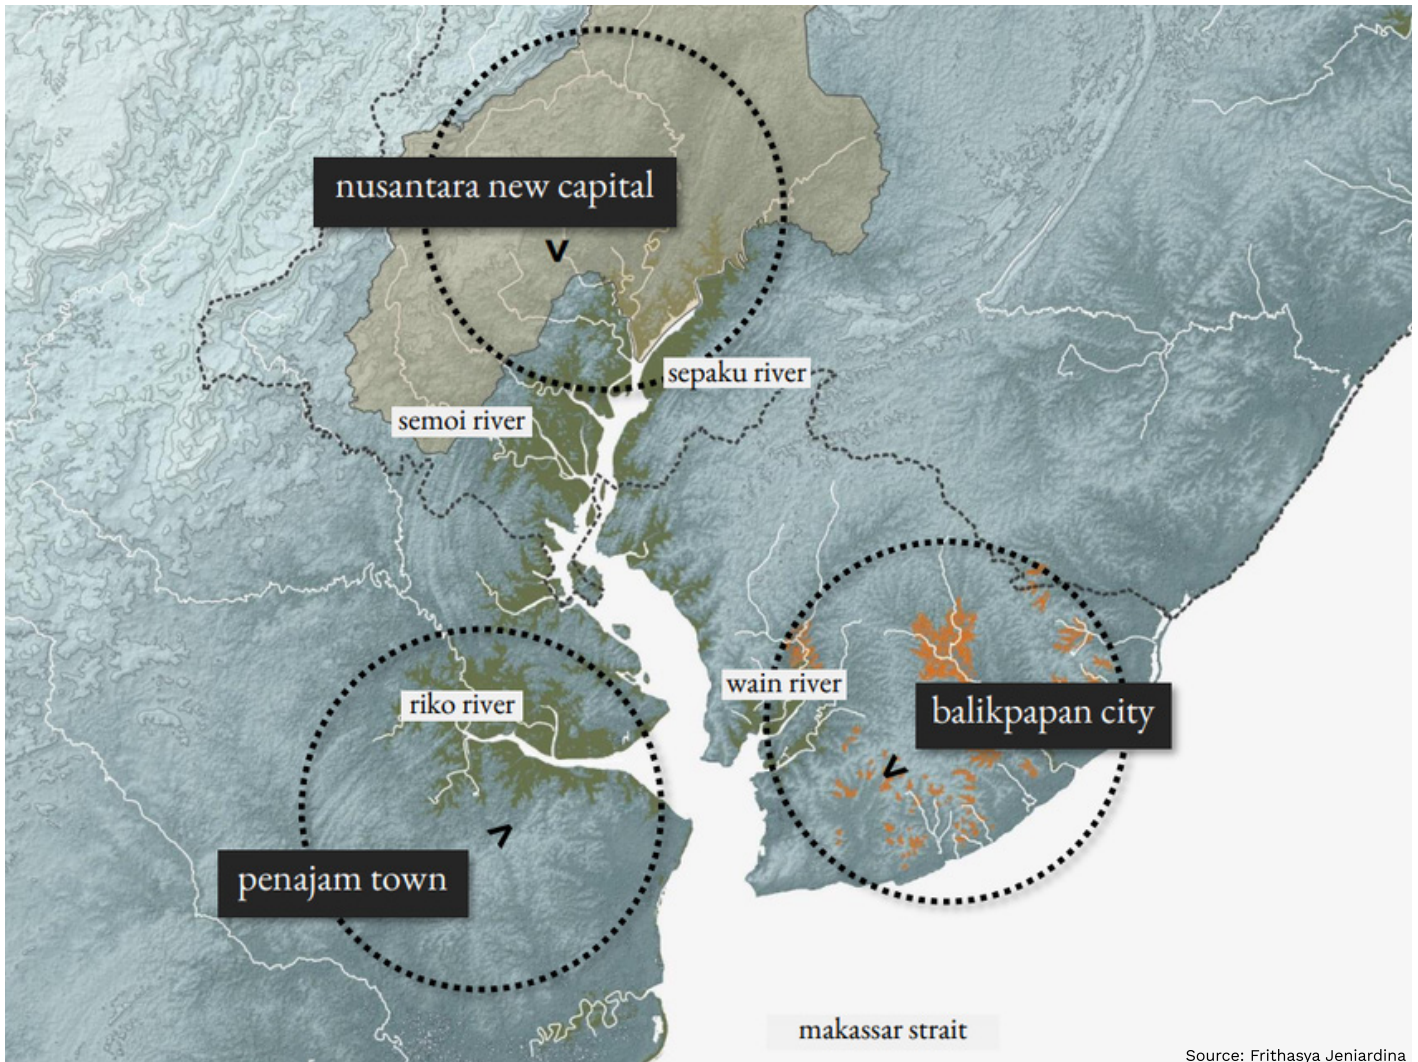 nusantara new capital
sepaku river
semoi river
wain river
riko river
balikpapan city
penajam town
makassar strait
Source: Frithasya Jeniardina